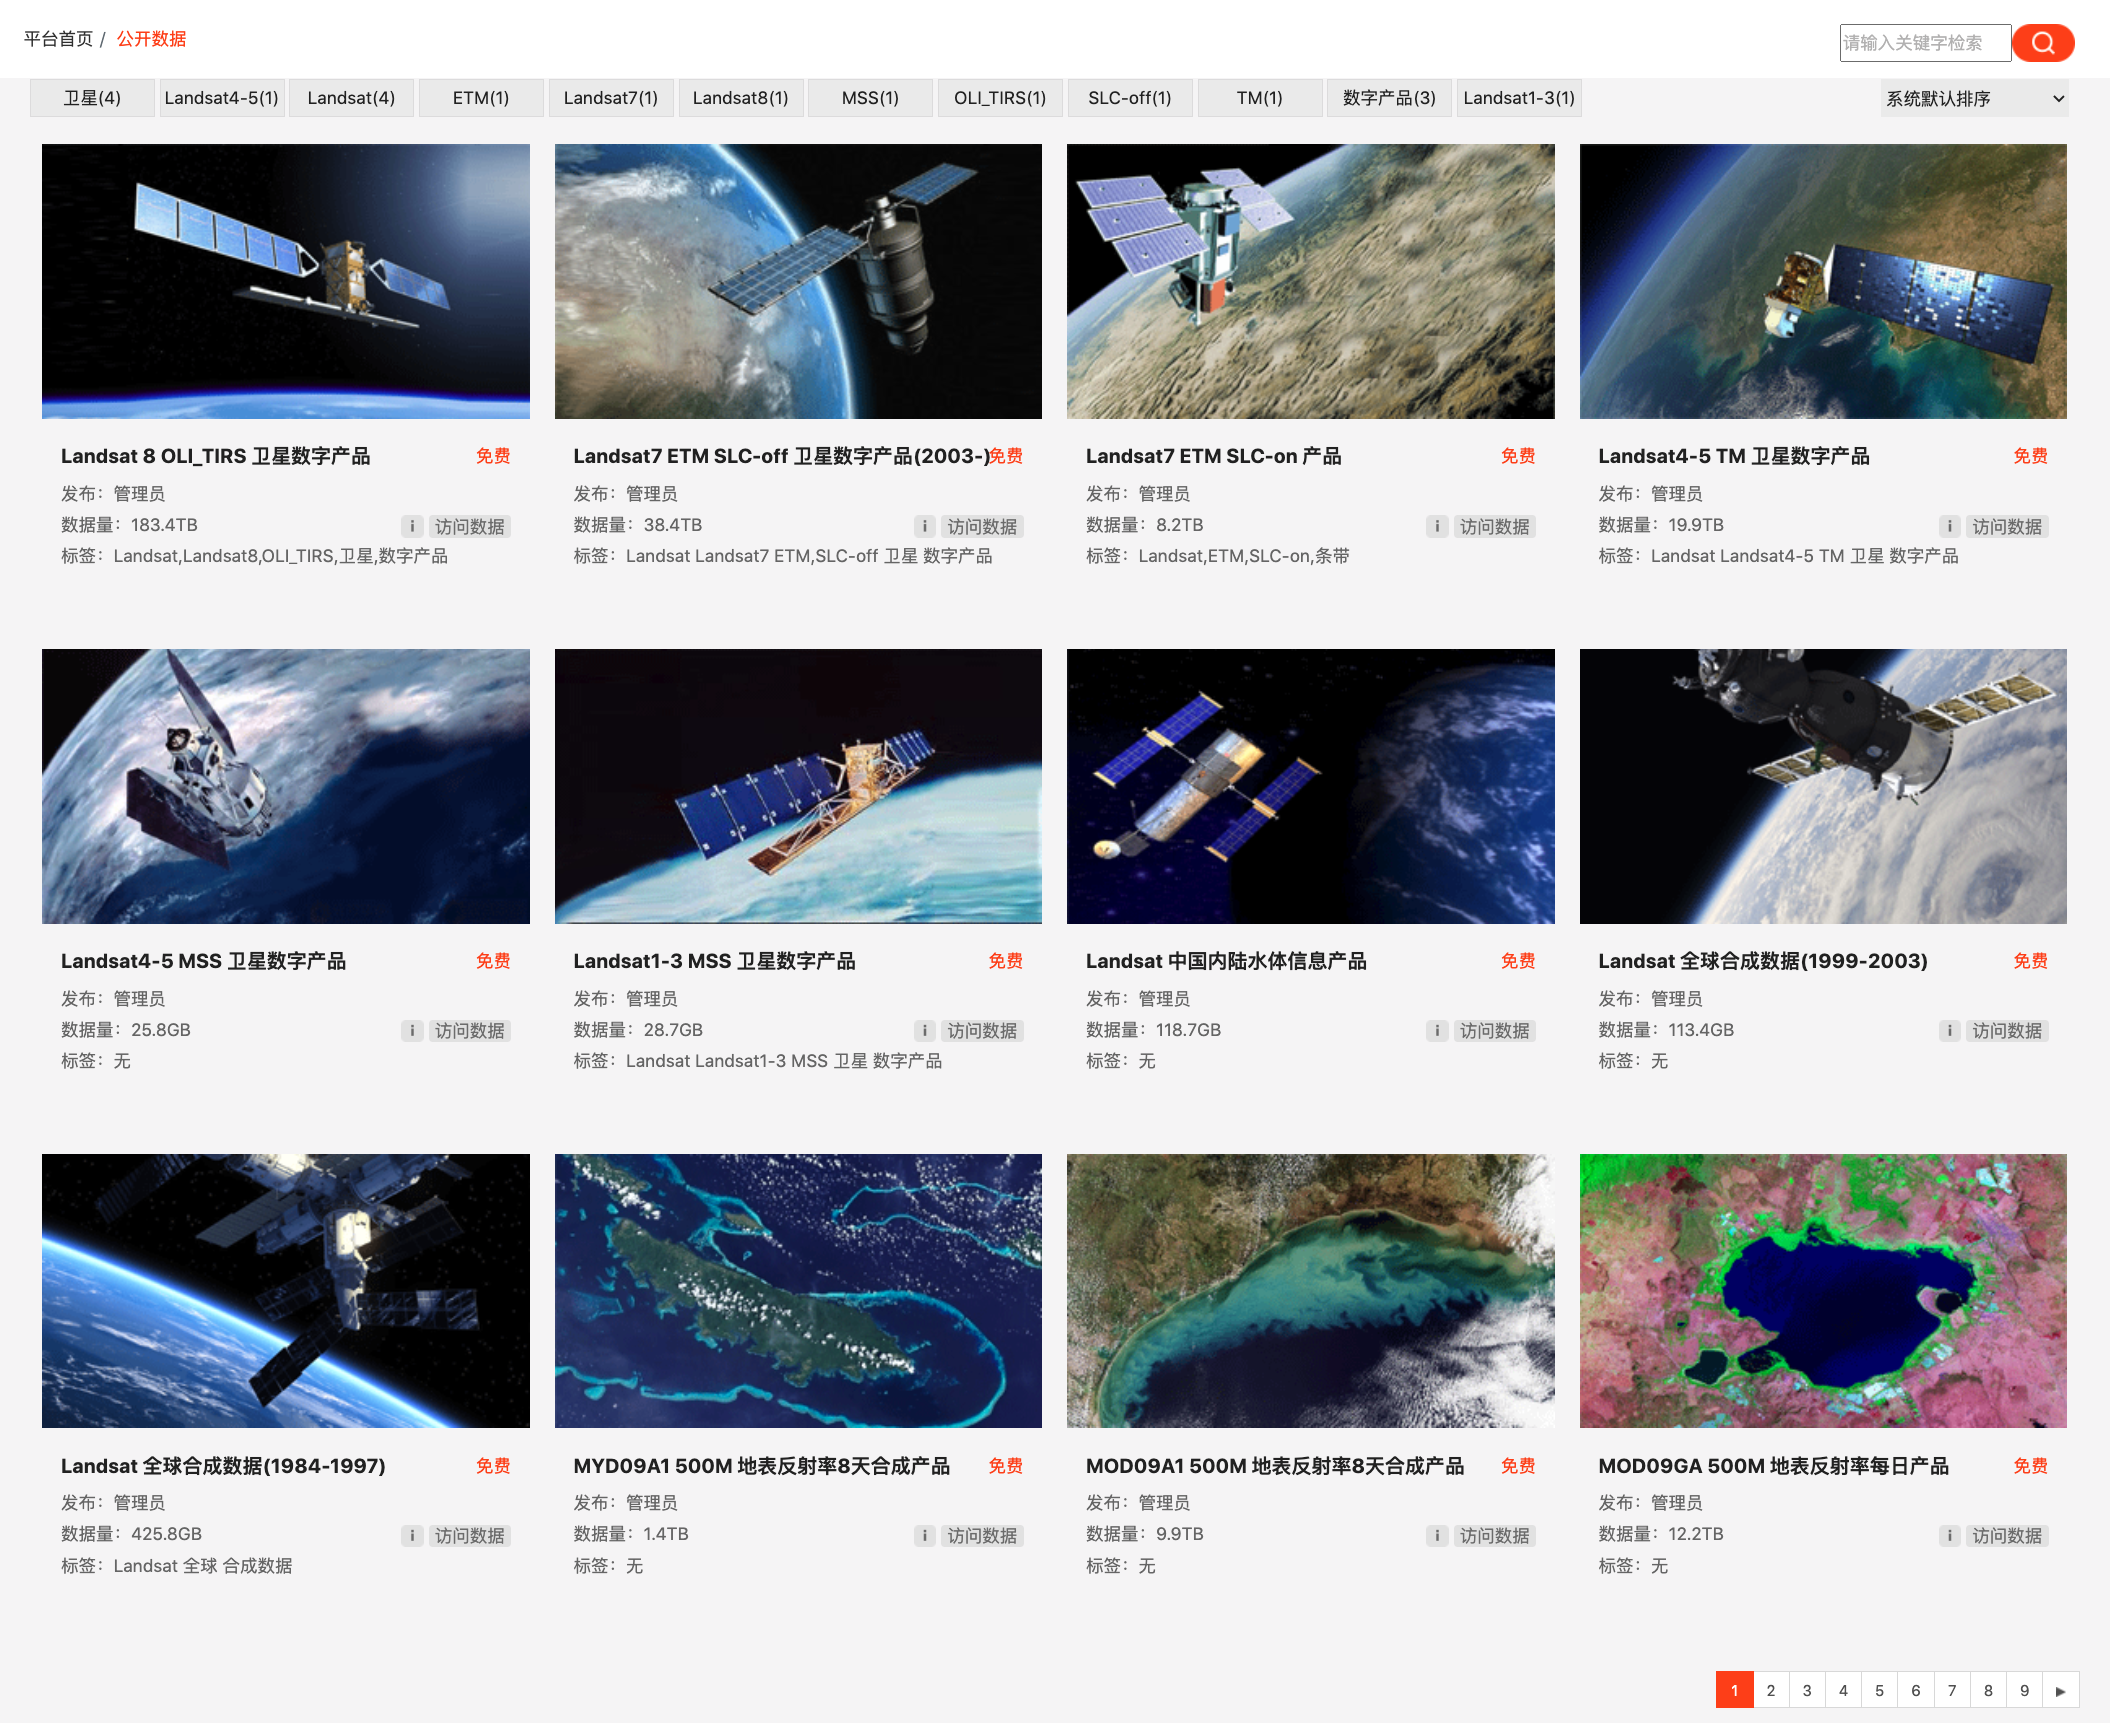 平台首页 / 公开数据
请输入关键字检索
卫星(4) Landsat4-5(1) Landsat(4) ETM(1) Landsat7(1) Landsat8(1) MSS(1) OLI_TIRS(1) SLC-off(1) TM(1) 数字产品(3) Landsat1-3(1) 系统默认排序
Landsat 8 OLI_TIRS 卫星数字产品 免费
发布：管理员
数据量：183.4TB i 访问数据
标签：Landsat,Landsat8,OLI_TIRS,卫星,数字产品
Landsat7 ETM SLC-off 卫星数字产品(2003-) 免费
发布：管理员
数据量：38.4TB i 访问数据
标签：Landsat Landsat7 ETM,SLC-off 卫星 数字产品
Landsat7 ETM SLC-on 产品 免费
发布：管理员
数据量：8.2TB i 访问数据
标签：Landsat,ETM,SLC-on,条带
Landsat4-5 TM 卫星数字产品 免费
发布：管理员
数据量：19.9TB i 访问数据
标签：Landsat Landsat4-5 TM 卫星 数字产品
Landsat4-5 MSS 卫星数字产品 免费
发布：管理员
数据量：25.8GB i 访问数据
标签：无
Landsat1-3 MSS 卫星数字产品 免费
发布：管理员
数据量：28.7GB i 访问数据
标签：Landsat Landsat1-3 MSS 卫星 数字产品
Landsat 中国内陆水体信息产品 免费
发布：管理员
数据量：118.7GB i 访问数据
标签：无
Landsat 全球合成数据(1999-2003) 免费
发布：管理员
数据量：113.4GB i 访问数据
标签：无
Landsat 全球合成数据(1984-1997) 免费
发布：管理员
数据量：425.8GB i 访问数据
标签：Landsat 全球 合成数据
MYD09A1 500M 地表反射率8天合成产品 免费
发布：管理员
数据量：1.4TB i 访问数据
标签：无
MOD09A1 500M 地表反射率8天合成产品 免费
发布：管理员
数据量：9.9TB i 访问数据
标签：无
MOD09GA 500M 地表反射率每日产品 免费
发布：管理员
数据量：12.2TB i 访问数据
标签：无
1 2 3 4 5 6 7 8 9 ►